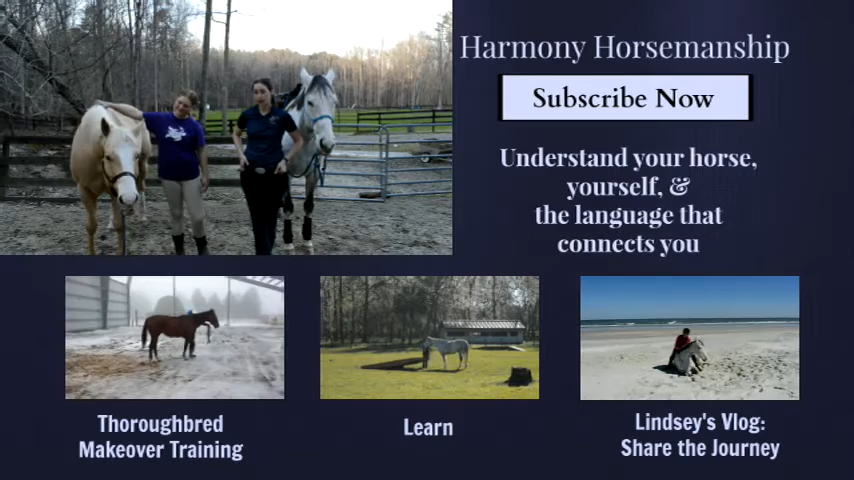 Harmony Horsemanship
Subscribe Now
Understand your horse,
yourself, &
the language that
connects you
Thoroughbred
Makeover Training
Learn
Lindsey's Vlog:
Share the Journey